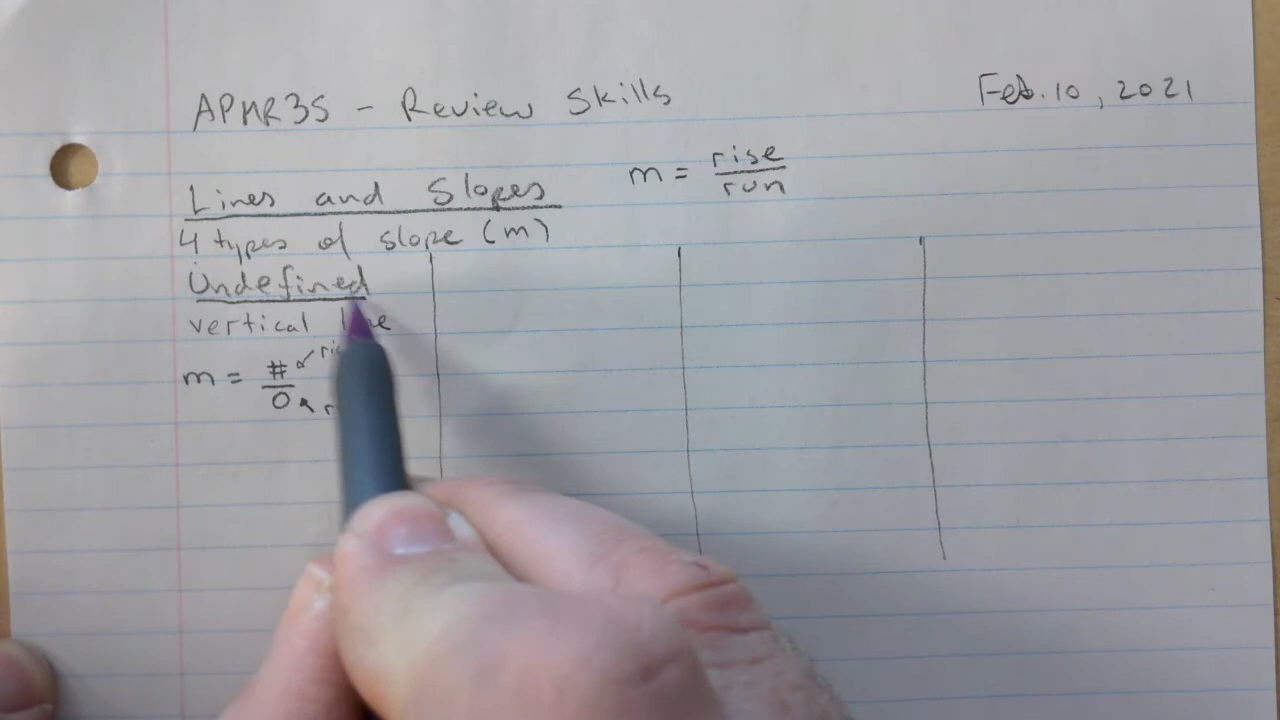 APMR3S - Review Skills
Feb. 10, 2021
Lines and Slopes
m = rise/run
4 types of slope (m)
Undefined
vertical
m = #/0